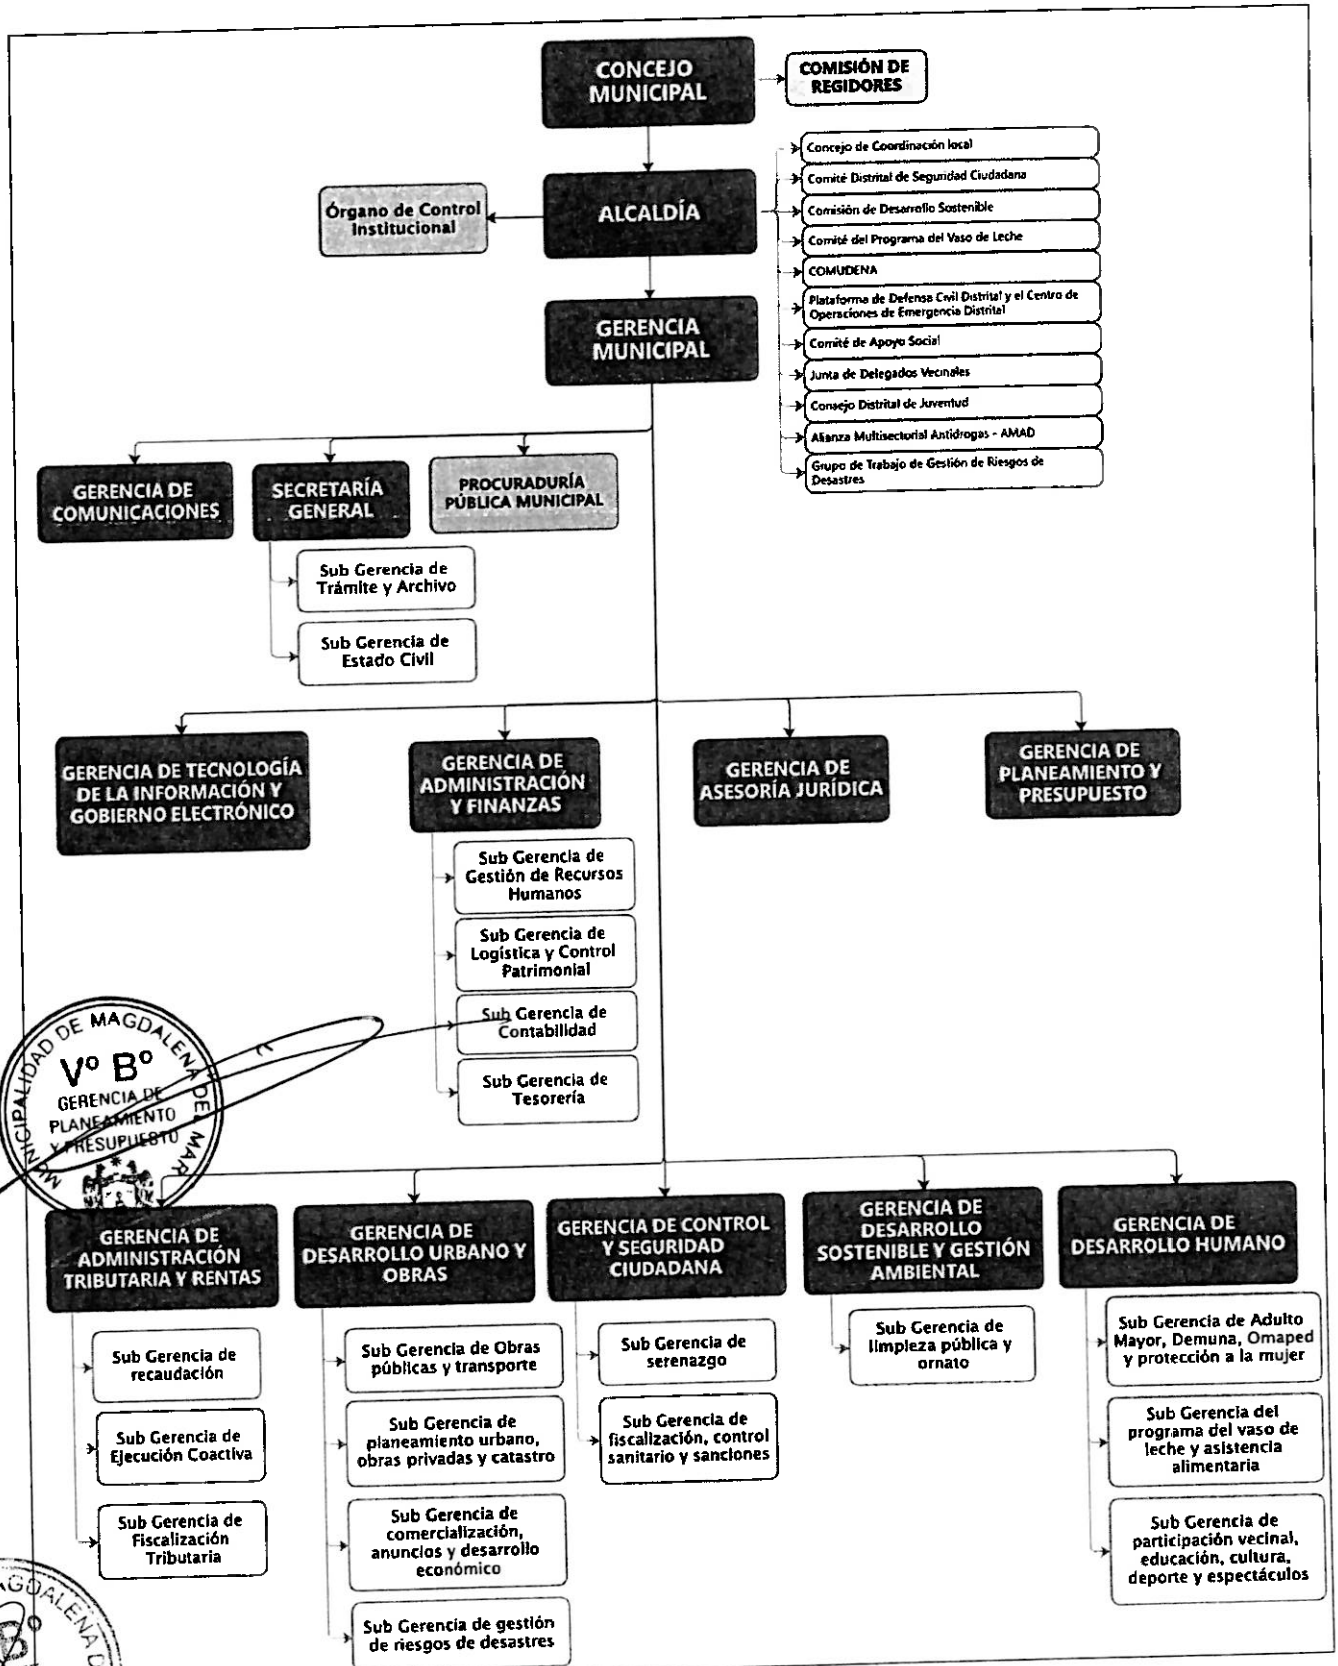 CONCEJO
MUNICIPAL
COMISIÓN DE
REGIDORES
Concejo de Coordinación local
Comité Distrital de Seguridad Ciudadana
Órgano de Control
Institucional
ALCALDÍA
Comisión de Desarrollo Sostenible
Comité del Programa del Vaso de Leche
COMUDENA
Plataforma de Defensa Civil Distrital y el Centro de
Operaciones de Emergencia Distrital
GERENCIA
MUNICIPAL
Comité de Apoyo Social
Junta de Delegados Vecinales
Consejo Distrital de Juventud
Alianza Multisectorial Antidrogas - AMAD
Grupo de Trabajo de Gestión de Riesgos de
Desastres
GERENCIA DE
COMUNICACIONES
SECRETARÍA
GENERAL
PROCURADURÍA
PÚBLICA MUNICIPAL
Sub Gerencia de
Trámite y Archivo
Sub Gerencia de
Estado Civil
GERENCIA DE TECNOLOGÍA
DE LA INFORMACIÓN Y
GOBIERNO ELECTRÓNICO
GERENCIA DE
ADMINISTRACIÓN
Y FINANZAS
GERENCIA DE
ASESORÍA JURÍDICA
GERENCIA DE
PLANEAMIENTO Y
PRESUPUESTO
Sub Gerencia de
Gestión de Recursos
Humanos
Sub Gerencia de
Logística y Control
Patrimonial
Sub Gerencia de
Contabilidad
Sub Gerencia de
Tesorería
MUNICIPALIDAD DE MAGDALENA DEL MAR
Vº Bº
GERENCIA DE
PLANEAMIENTO
Y PRESUPUESTO
GERENCIA DE
ADMINISTRACIÓN
TRIBUTARIA Y RENTAS
GERENCIA DE
DESARROLLO URBANO Y
OBRAS
GERENCIA DE CONTROL
Y SEGURIDAD
CIUDADANA
GERENCIA DE
DESARROLLO
SOSTENIBLE Y GESTIÓN
AMBIENTAL
GERENCIA DE
DESARROLLO HUMANO
Sub Gerencia de
recaudación
Sub Gerencia de
Ejecución Coactiva
Sub Gerencia de
Fiscalización
Tributaria
Sub Gerencia de Obras
públicas y transporte
Sub Gerencia de
planeamiento urbano,
obras privadas y catastro
Sub Gerencia de
comercialización,
anuncios y desarrollo
económico
Sub Gerencia de gestión
de riesgos de desastres
Sub Gerencia de
serenazgo
Sub Gerencia de
fiscalización, control
sanitario y sanciones
Sub Gerencia de
limpieza pública y
ornato
Sub Gerencia de Adulto
Mayor, Demuna, Omaped
y protección a la mujer
Sub Gerencia del
programa del vaso de
leche y asistencia
alimentaria
Sub Gerencia de
participación vecinal,
educación, cultura,
deporte y espectáculos